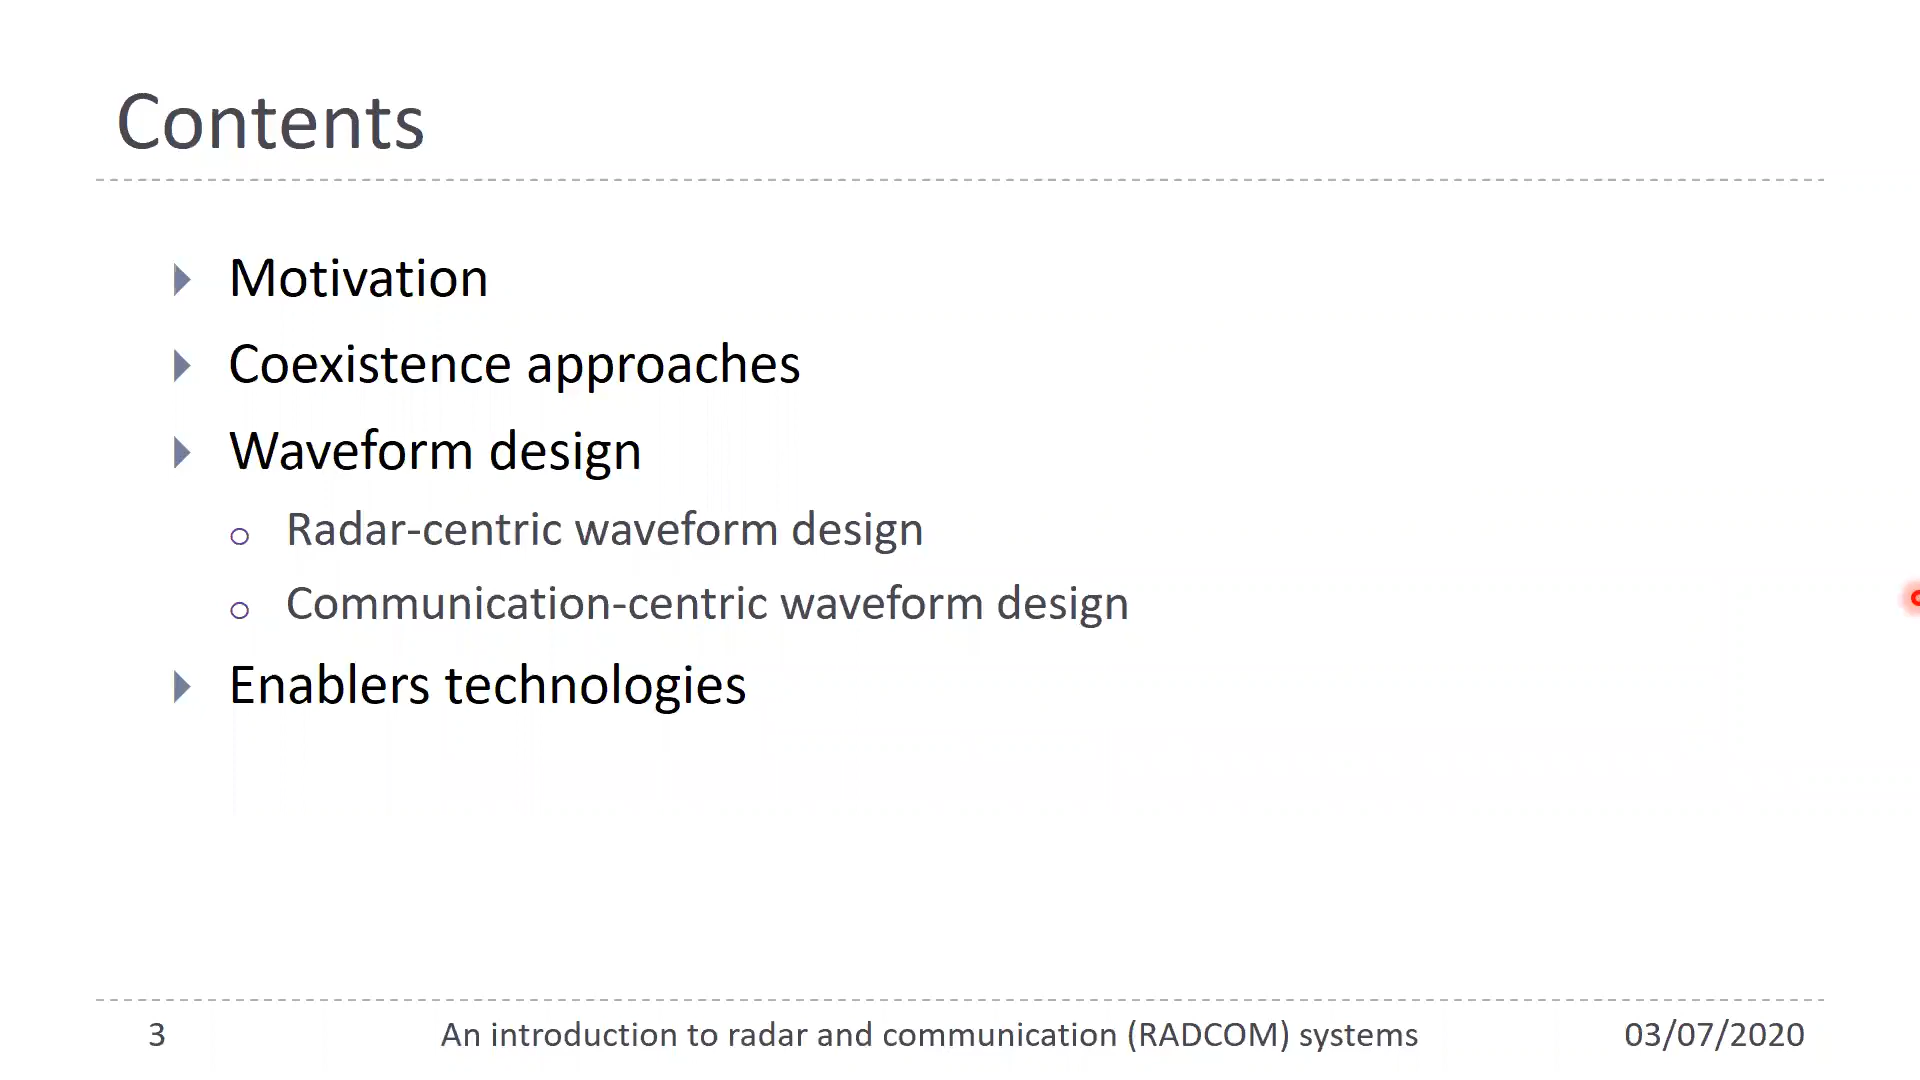 Contents
Motivation
Coexistence approaches
Waveform design
Radar-centric waveform design
Communication-centric waveform design
Enablers technologies
3
An introduction to radar and communication (RADCOM) systems
03/07/2020